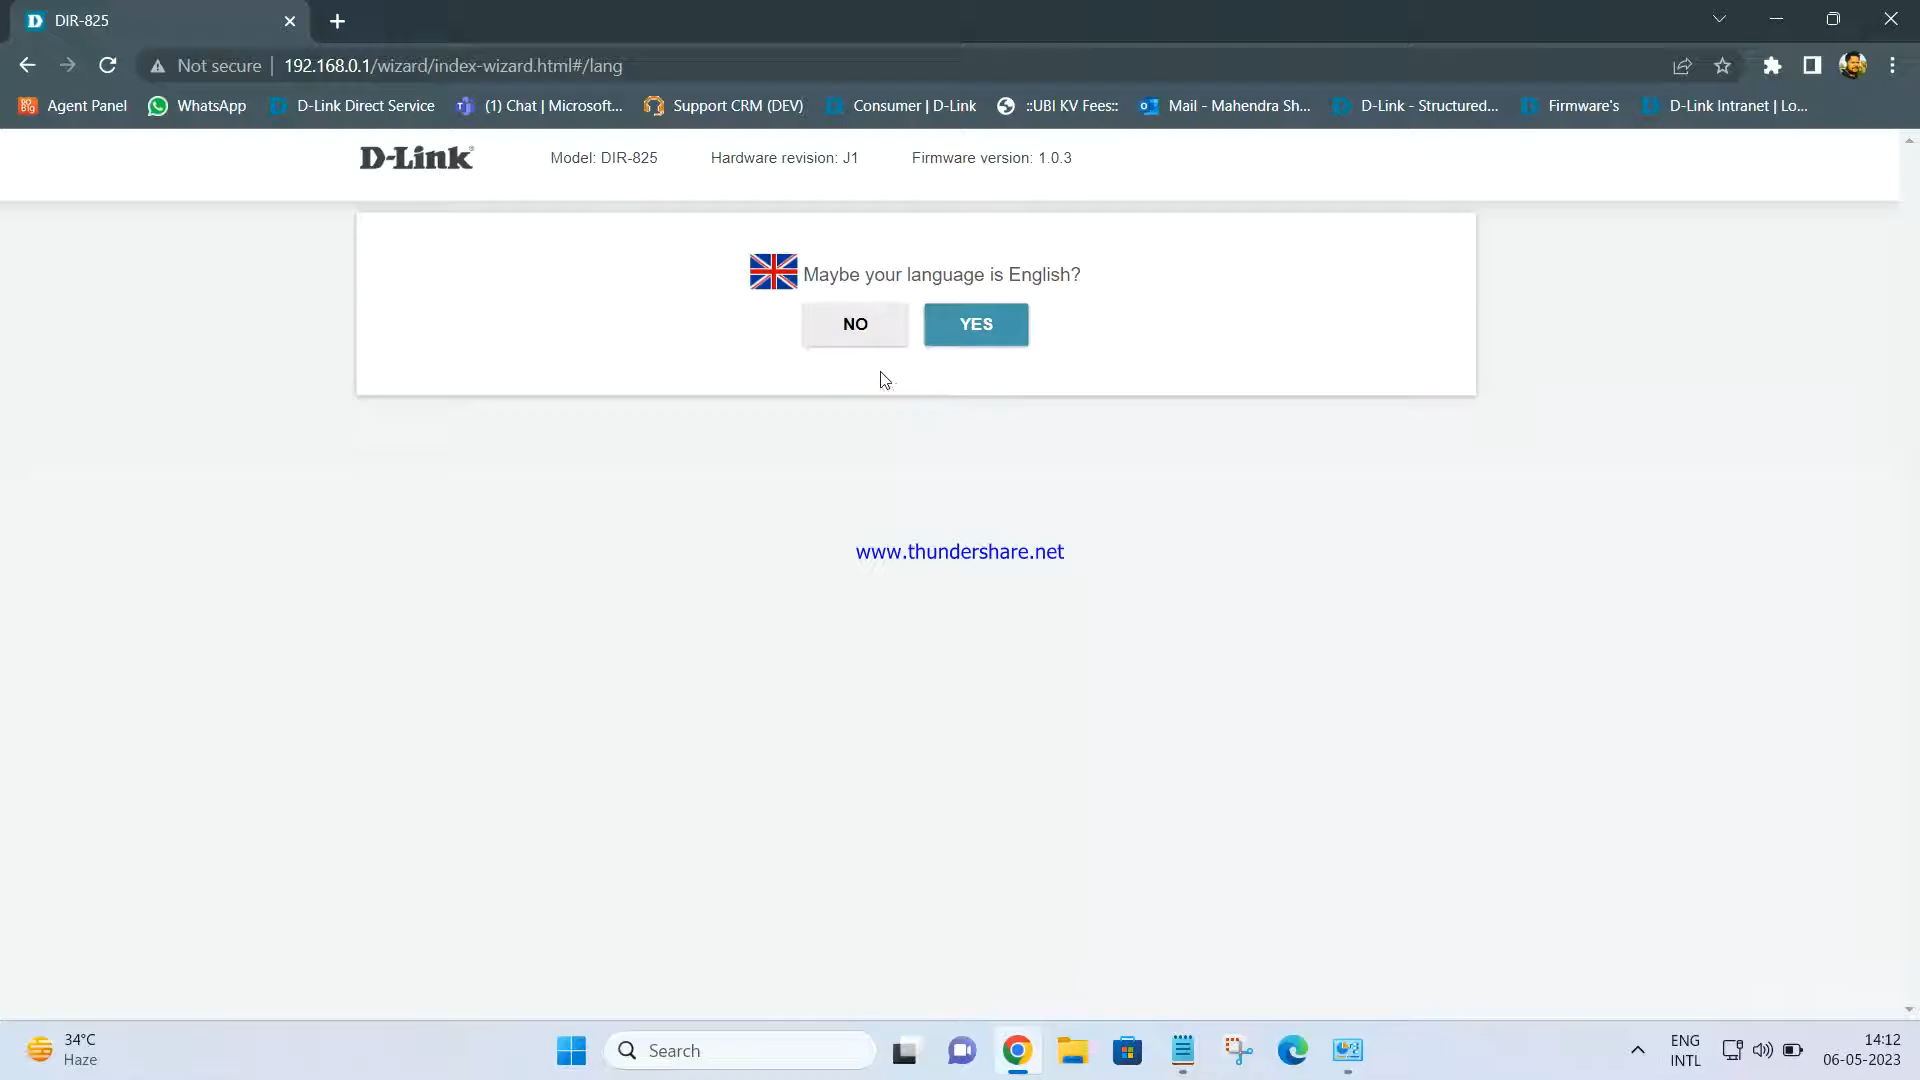 DIR-825
Not secure | 192.168.0.1/wizard/index-wizard.html#/lang
Agent Panel WhatsApp D-Link Direct Service (1) Chat | Microsoft... Support CRM (DEV) Consumer | D-Link ::UBI KV Fees:: Mail - Mahendra Sh... D-Link - Structured... Firmware's D-Link Intranet | Lo...
D-Link Model: DIR-825 Hardware revision: J1 Firmware version: 1.0.3
Maybe your language is English?
NO YES
www.thundershare.net
34°C
Haze
Search
ENG
INTL
14:12
06-05-2023